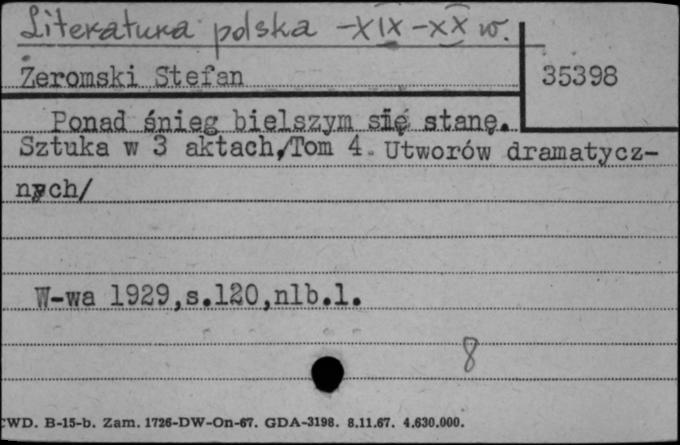 Literatura polska -XIX-XX w.
Żeromski Stefan
35398
Ponad śnieg bielszym się stanę.
Sztuka w 3 aktach,/Tom 4. Utworów dramatycz-
nych/
W-wa 1929,s.120,nlb.1.
8
CWD. B-15-b. Zam. 1726-DW-On-67. GDA-3198. 8.11.67. 4.630.000.